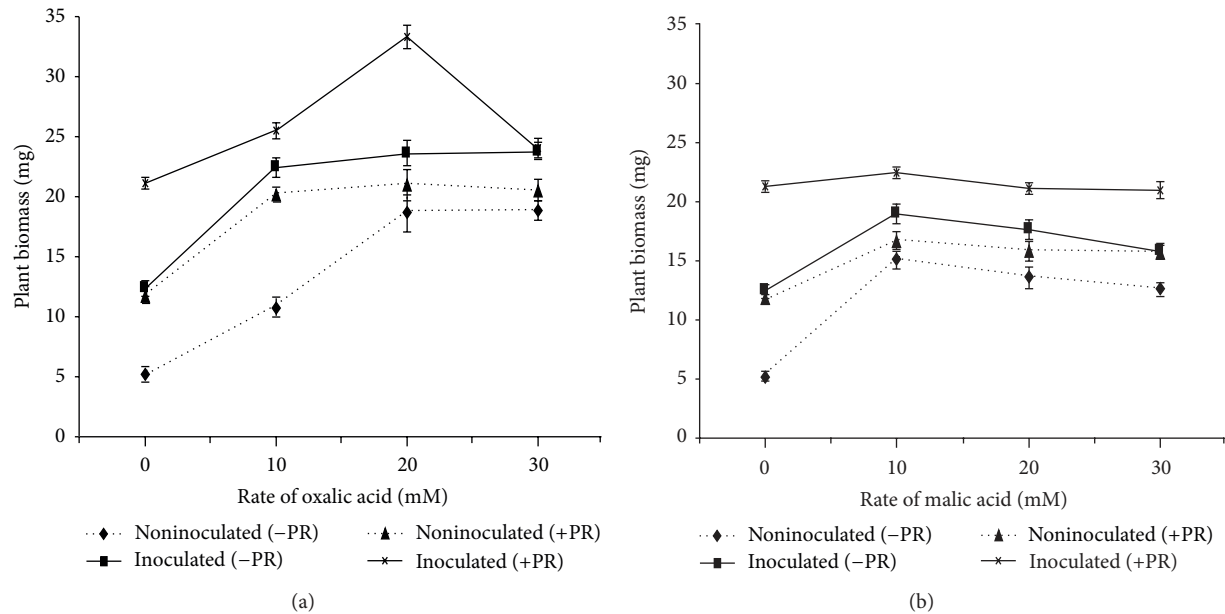 35
30
25
20
15
10
5
0
Plant biomass (mg)
0
10
20
30
Rate of oxalic acid (mM)
Noninoculated (−PR)
Noninoculated (+PR)
Inoculated (−PR)
Inoculated (+PR)
(a)
35
30
25
20
15
10
5
0
Plant biomass (mg)
0
10
20
30
Rate of malic acid (mM)
Noninoculated (−PR)
Noninoculated (+PR)
Inoculated (−PR)
Inoculated (+PR)
(b)